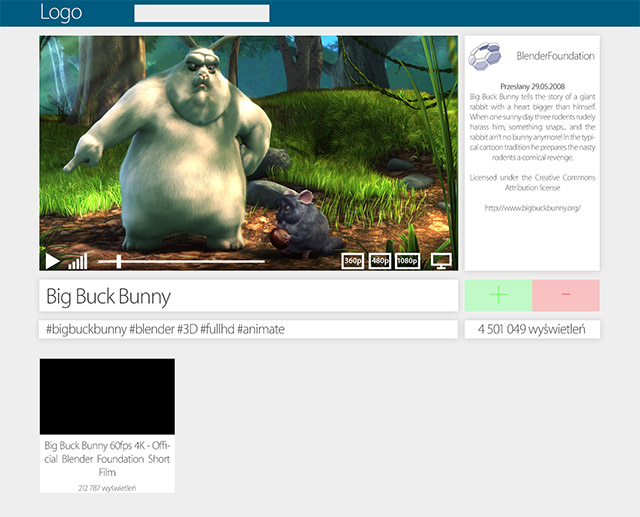 Logo
BlenderFoundation
Przesłany 29.05.2008
Big Buck Bunny tells the story of a giant
rabbit with a heart bigger than himself.
When one sunny day three rodents rudely
harass him, something snaps... and the
rabbit ain't no bunny anymore! In the typi-
cal cartoon tradition he prepares the nasty
rodents a comical revenge.
Licensed under the Creative Commons
Attribution license
http://www.bigbuckbunny.org/
360p 480p 1080p
Big Buck Bunny
+ -
#bigbuckbunny #blender #3D #fullhd #animate
4 501 049 wyświetleń
Big Buck Bunny 60fps 4K - Offi-
cial Blender Foundation Short
Film
212 787 wyświetleń